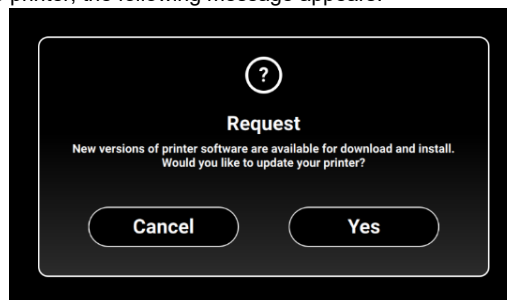 printer, the following message appears:
?
Request
New versions of printer software are available for download and install.
Would you like to update your printer?
Cancel
Yes